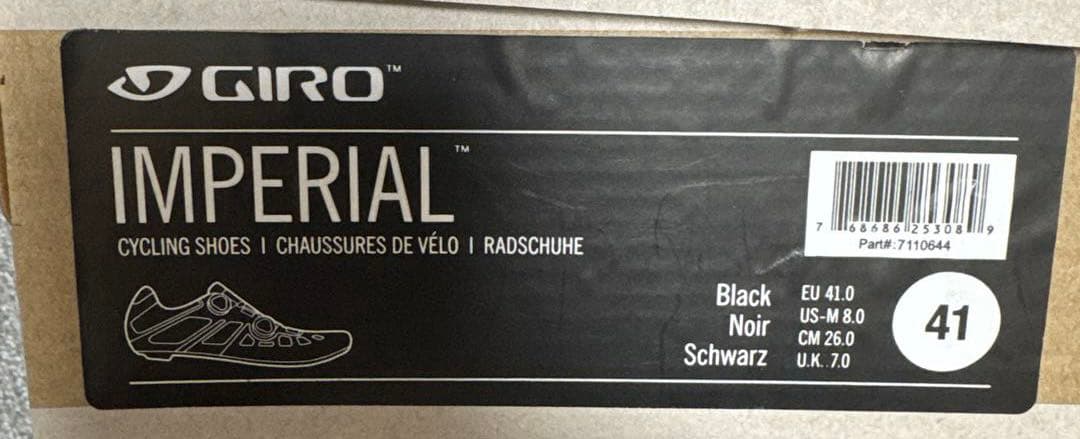 GIRO™
IMPERIAL™
CYCLING SHOES | CHAUSSURES DE VÉLO | RADSCHUHE
7 68686 25308 9
Part#:7110644
Black
Noir
Schwarz
EU 41.0
US-M 8.0
CM 26.0
U.K. 7.0
41